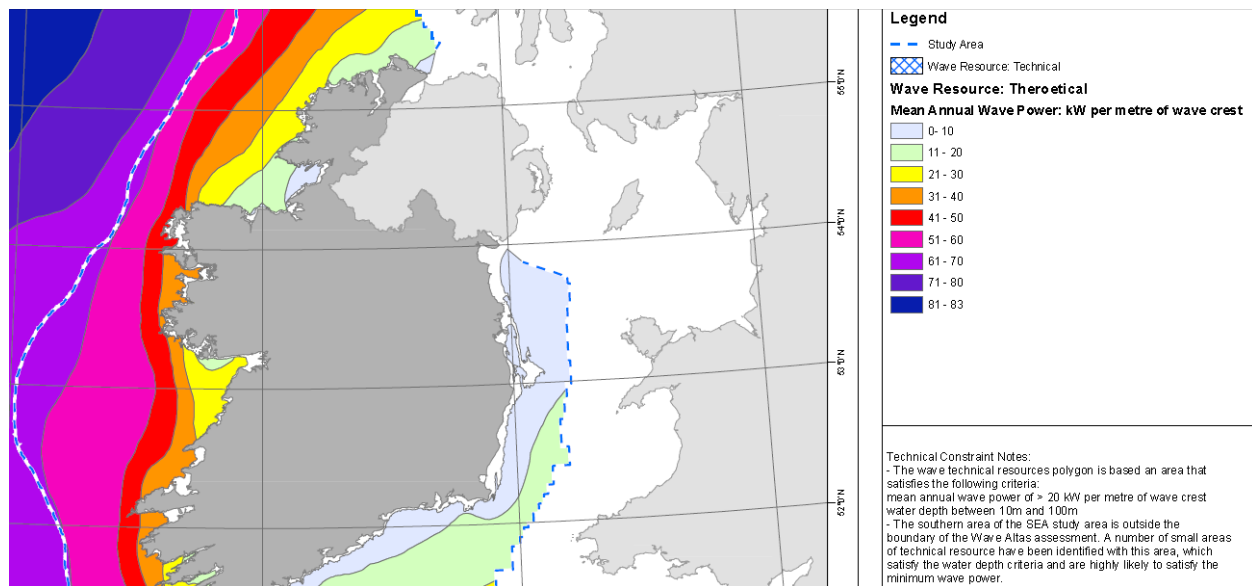 55°0'N
54°0'N
53°0'N
52°0'N
Legend
Study Area
Wave Resource: Technical
Wave Resource: Theroetical
Mean Annual Wave Power: kW per metre of wave crest
0- 10
11 - 20
21 - 30
31 - 40
41 - 50
51 - 60
61 - 70
71 - 80
81 - 83
Technical Constraint Notes:
- The wave technical resources polygon is based an area that
satisfies the following criteria:
mean annual wave power of > 20 kW per metre of wave crest
water depth between 10m and 100m
- The southern area of the SEA study area is outside the
boundary of the Wave Altas assessment. A number of small areas
of technical resource have been identified with this area, which
satisfy the water depth criteria and are highly likely to satisfy the
minimum wave power.